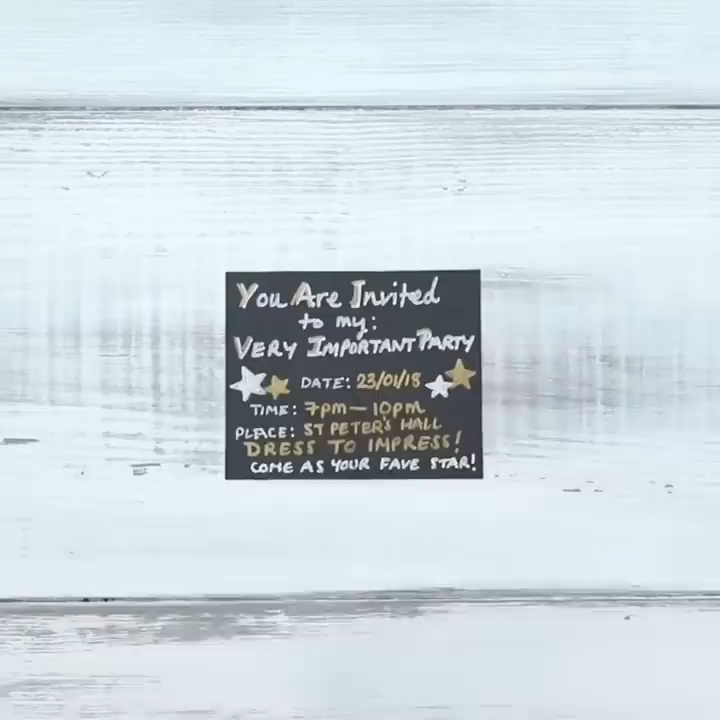 You Are Invited
to my:
VERY IMPORTANT PARTY
DATE: 23/01/18
TIME: 7pm — 10pm
PLACE: ST PETER'S HALL
DRESS TO IMPRESS!
COME AS YOUR FAVE STAR!